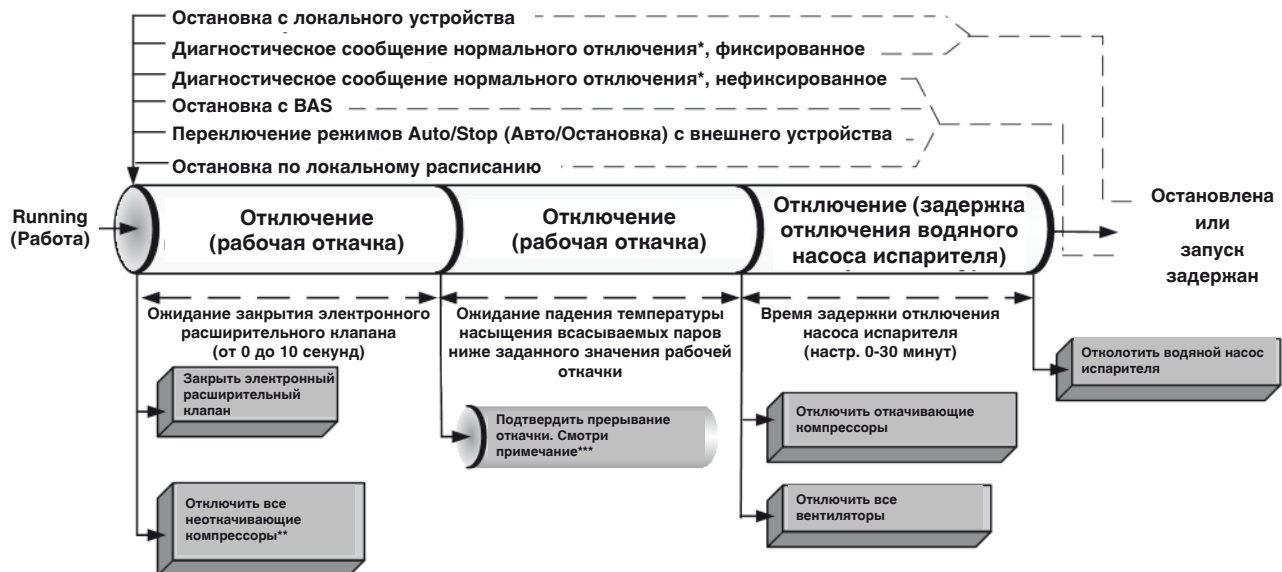 Остановка с локального устройства
Диагностическое сообщение нормального отключения*, фиксированное
Диагностическое сообщение нормального отключения*, нефиксированное
Остановка с BAS
Переключение режимов Auto/Stop (Авто/Остановка) с внешнего устройства
Остановка по локальному расписанию
Running
(Работа)
Отключение
(рабочая откачка)
Отключение
(рабочая откачка)
Отключение (задержка
отключения водяного
насоса испарителя)
Остановлена
или
запуск
задержан
Ожидание закрытия электронного
расширительного клапана
(от 0 до 10 секунд)
Ожидание падения температуры
насыщения всасываемых паров
ниже заданного значения рабочей
откачки
Время задержки отключения
насоса испарителя
(настр. 0-30 минут)
Отколотить водяной насос
испарителя
Закрыть электронный
расширительный
клапан
Подтвердить прерывание
откачки. Смотри
примечание***
Отключить откачивающие
компрессоры
Отключить все
неоткачивающие
компрессоры**
Отключить все
вентиляторы